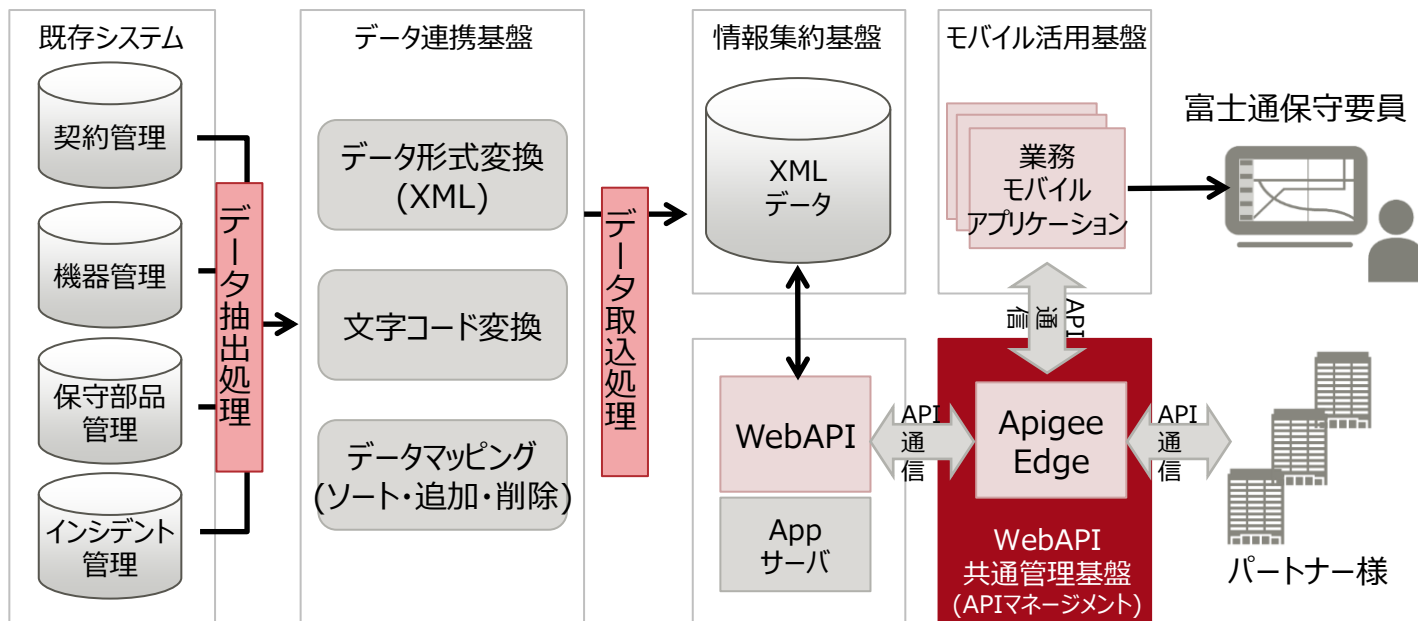 既存システム
契約管理
機器管理
保守部品
管理
インシデント
管理
データ抽出処理
データ連携基盤
データ形式変換
(XML)
文字コード変換
データマッピング
(ソート・追加・削除)
データ取込処理
情報集約基盤
XML
データ
WebAPI
App
サーバ
API
通
信
モバイル活用基盤
業務
モバイル
アプリケーション
API
通
信
Apigee
Edge
WebAPI
共通管理基盤
(APIマネージメント)
API
通
信
富士通保守要員
パートナー様